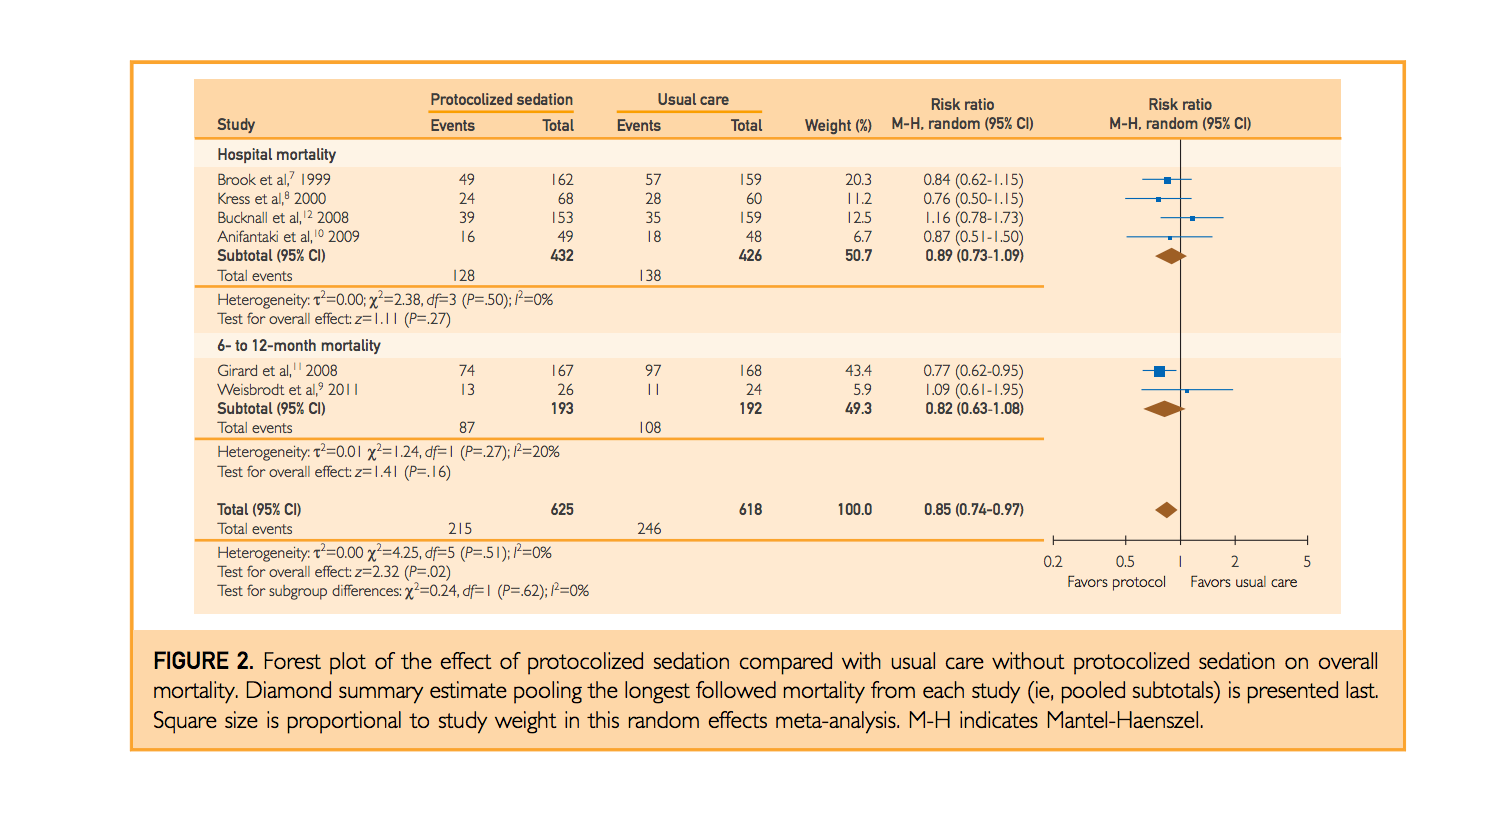 Protocolized sedation Usual care Risk ratio Risk ratio
Study Events Total Events Total Weight (%) M-H, random (95% CI) M-H, random (95% CI)
Hospital mortality
Brook et al,⁷ 1999 49 162 57 159 20.3 0.84 (0.62-1.15)
Kress et al,⁸ 2000 24 68 28 60 11.2 0.76 (0.50-1.15)
Bucknall et al,¹² 2008 39 153 35 159 12.5 1.16 (0.78-1.73)
Anifantaki et al,¹⁰ 2009 16 49 18 48 6.7 0.87 (0.51-1.50)
Subtotal (95% CI) 432 426 50.7 0.89 (0.73-1.09)
Total events 128 138
Heterogeneity: τ²=0.00; χ²=2.38, df=3 (P=.50); I²=0%
Test for overall effect: z=1.11 (P=.27)
6- to 12-month mortality
Girard et al,¹¹ 2008 74 167 97 168 43.4 0.77 (0.62-0.95)
Weisbrodt et al,⁹ 2011 13 26 11 24 5.9 1.09 (0.61-1.95)
Subtotal (95% CI) 193 192 49.3 0.82 (0.63-1.08)
Total events 87 108
Heterogeneity: τ²=0.01 χ²=1.24, df=1 (P=.27); I²=20%
Test for overall effect: z=1.41 (P=.16)
Total (95% CI) 625 618 100.0 0.85 (0.74-0.97)
Total events 215 246
Heterogeneity: τ²=0.00 χ²=4.25, df=5 (P=.51); I²=0%
Test for overall effect: z=2.32 (P=.02)
Test for subgroup differences: χ²=0.24, df=1 (P=.62); I²=0%
0.2 0.5 1 2 5
Favors protocol Favors usual care
FIGURE 2. Forest plot of the effect of protocolized sedation compared with usual care without protocolized sedation on overall
mortality. Diamond summary estimate pooling the longest followed mortality from each study (ie, pooled subtotals) is presented last.
Square size is proportional to study weight in this random effects meta-analysis. M-H indicates Mantel-Haenszel.